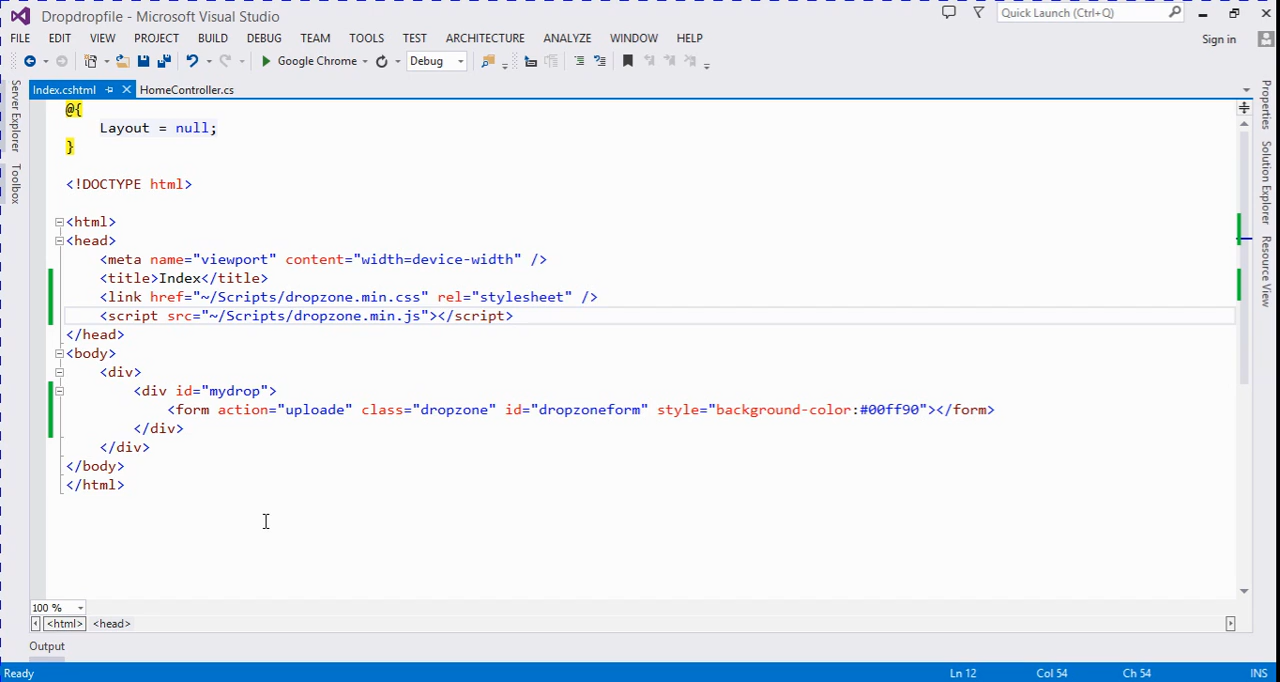 Dropdropfile - Microsoft Visual Studio
Quick Launch (Ctrl+Q)
FILE EDIT VIEW PROJECT BUILD DEBUG TEAM TOOLS TEST ARCHITECTURE ANALYZE WINDOW HELP
Sign in
Google Chrome Debug
Index.cshtml HomeController.cs
Server Explorer
Toolbox
Properties
Solution Explorer
Resource View
@{
Layout = null;
}
<!DOCTYPE html>
<html>
<head>
<meta name="viewport" content="width=device-width" />
<title>Index</title>
<link href="~/Scripts/dropzone.min.css" rel="stylesheet" />
<script src="~/Scripts/dropzone.min.js"></script>
</head>
<body>
<div>
<div id="mydrop">
<form action="uploade" class="dropzone" id="dropzoneform" style="background-color:#00ff90"></form>
</div>
</div>
</body>
</html>
100 %
<html> <head>
Output
Ready Ln 12 Col 54 Ch 54 INS